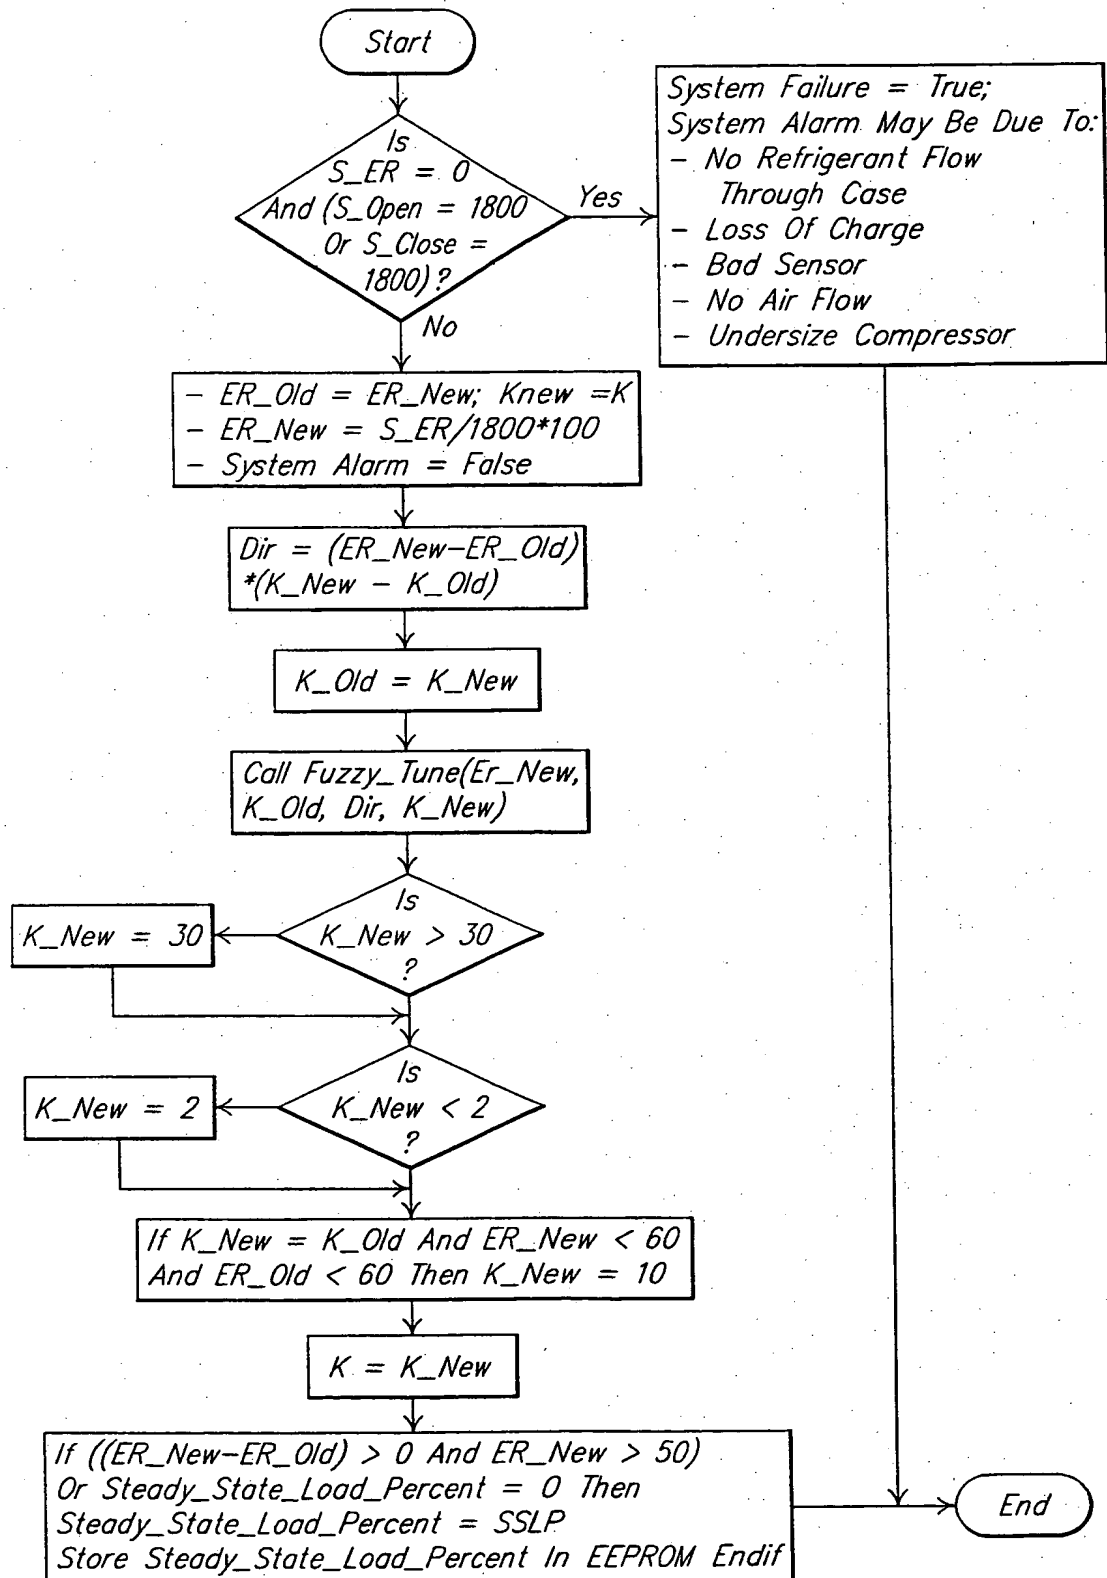 Start
Is
S_ER = 0
And (S_Open = 1800
Or S_Close =
1800)?
Yes
No
System Failure = True;
System Alarm May Be Due To:
- No Refrigerant Flow
Through Case
- Loss Of Charge
- Bad Sensor
- No Air Flow
- Undersize Compressor
- ER_Old = ER_New; Knew =K
- ER_New = S_ER/1800*100
- System Alarm = False
Dir = (ER_New-ER_Old)
*(K_New - K_Old)
K_Old = K_New
Call Fuzzy_Tune(Er_New,
K_Old, Dir, K_New)
Is
K_New > 30
?
K_New = 30
Is
K_New < 2
?
K_New = 2
If K_New = K_Old And ER_New < 60
And ER_Old < 60 Then K_New = 10
K = K_New
If ((ER_New-ER_Old) > 0 And ER_New > 50)
Or Steady_State_Load_Percent = 0 Then
Steady_State_Load_Percent = SSLP
Store Steady_State_Load_Percent In EEPROM Endif
End